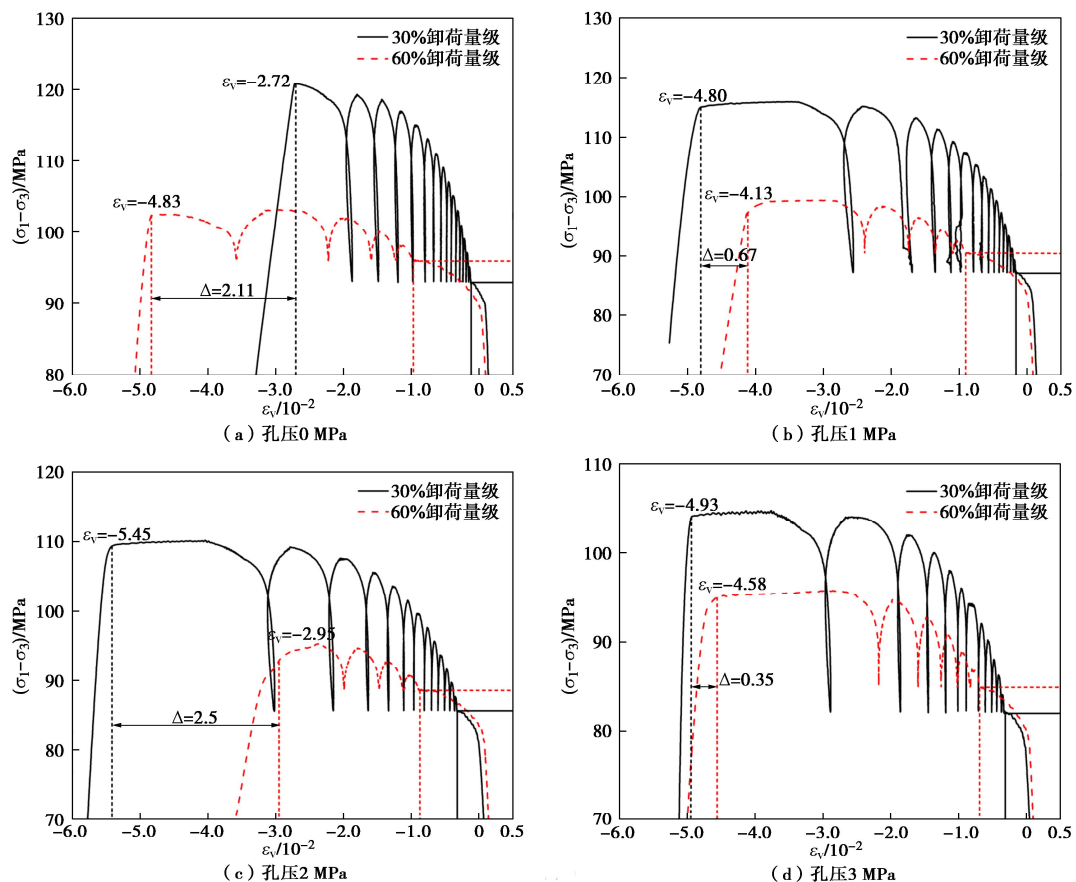 130
120
110
100
90
80
(σ₁−σ₃)/MPa
30%卸荷量级
60%卸荷量级
εᵥ=−2.72
εᵥ=−4.83
Δ=2.11
-6.0 -5.0 -4.0 -3.0 -2.0 -1.0 0 0.5
εᵥ/10⁻²
（a）孔压0 MPa
130
120
110
100
90
80
70
(σ₁−σ₃)/MPa
30%卸荷量级
60%卸荷量级
εᵥ=−4.80
εᵥ=−4.13
Δ=0.67
-6.0 -5.0 -4.0 -3.0 -2.0 -1.0 0 0.5
εᵥ/10⁻²
（b）孔压1 MPa
120
110
100
90
80
70
(σ₁−σ₃)/MPa
30%卸荷量级
60%卸荷量级
εᵥ=−5.45
εᵥ=−2.95
Δ=2.5
-6.0 -5.0 -4.0 -3.0 -2.0 -1.0 0 0.5
εᵥ/10⁻²
（c）孔压2 MPa
110
100
90
80
70
(σ₁−σ₃)/MPa
30%卸荷量级
60%卸荷量级
εᵥ=−4.93
εᵥ=−4.58
Δ=0.35
-6.0 -5.0 -4.0 -3.0 -2.0 -1.0 0 0.5
εᵥ/10⁻²
（d）孔压3 MPa